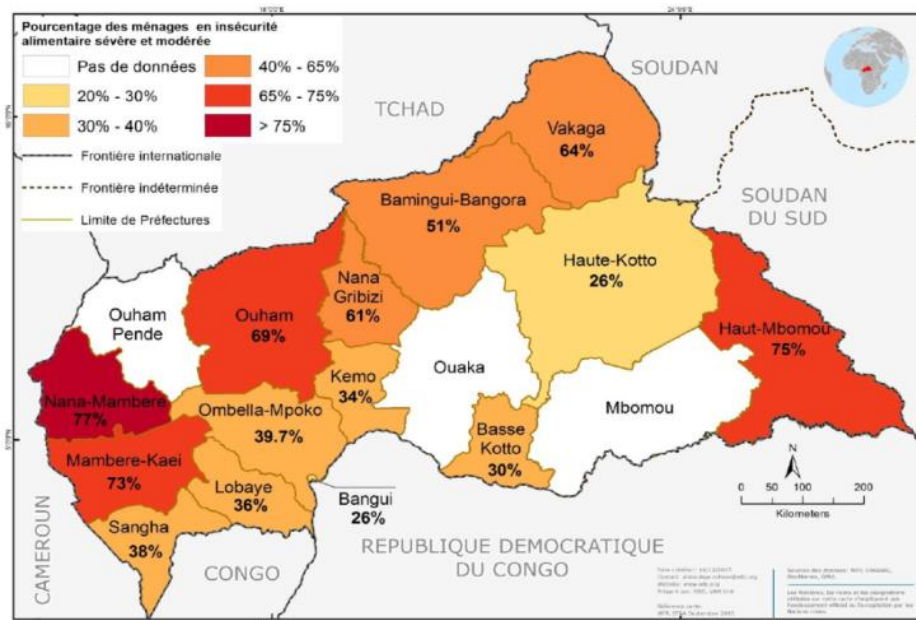 Pourcentage des ménages en insécurité
alimentaire sévère et modérée
Pas de données
20% - 30%
30% - 40%
40% - 65%
65% - 75%
> 75%
Frontière internationale
Frontière indéterminée
Limite de Préfectures
SOUDAN
TCHAD
Vakaga
64%
Bamingui-Bangora
51%
SOUDAN
DU SUD
Haute-Kotto
26%
Nana
Gribizi
61%
Ouham
Pende
Ouham
69%
Haut-Mbomou
75%
Ouaka
Kemo
34%
Nana-Mambere
77%
Ombella-Mpoko
39.7%
Mbomou
Basse
Kotto
30%
Mambere-Kaei
73%
Lobaye
36%
Bangui
26%
Sangha
38%
N
0 50 100 200
Kilometers
CAMEROUN
CONGO
REPUBLIQUE DEMOCRATIQUE
DU CONGO